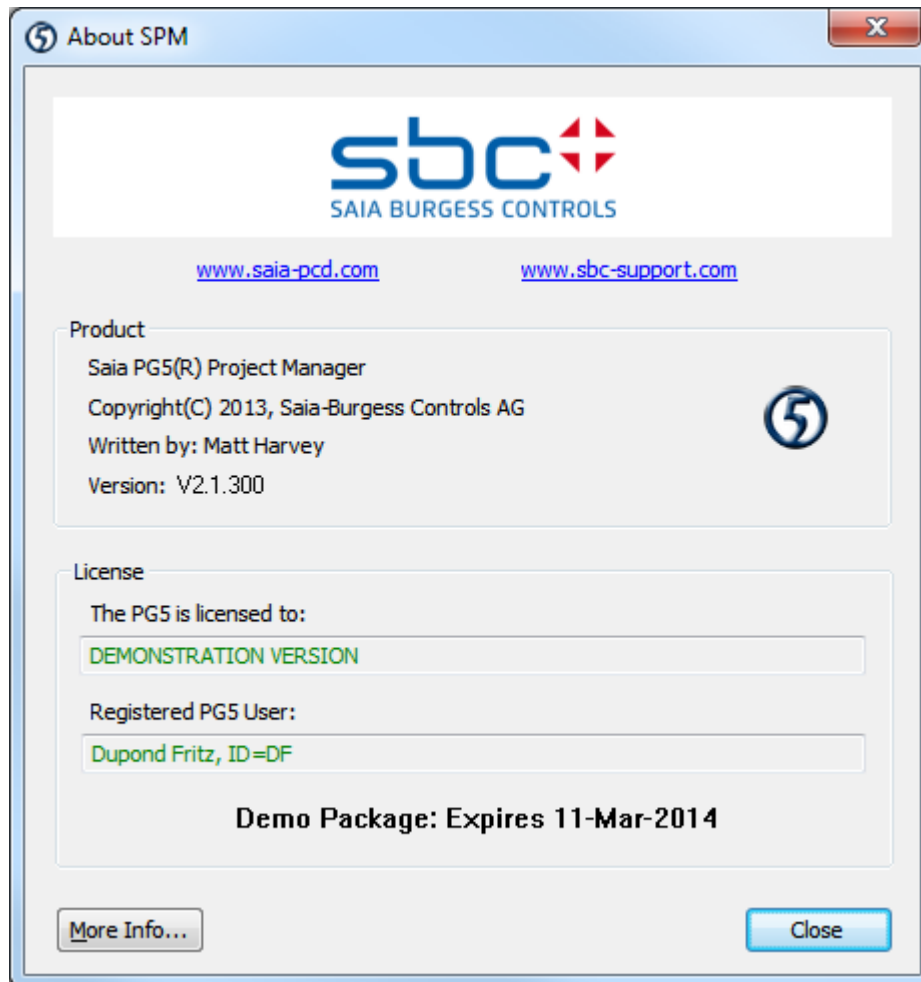 About SPM
sbc
SAIA BURGESS CONTROLS
www.saia-pcd.com www.sbc-support.com
Product
Saia PG5(R) Project Manager
Copyright(C) 2013, Saia-Burgess Controls AG
Written by: Matt Harvey
Version: V2.1.300
License
The PG5 is licensed to:
DEMONSTRATION VERSION
Registered PG5 User:
Dupond Fritz, ID=DF
Demo Package: Expires 11-Mar-2014
More Info... Close